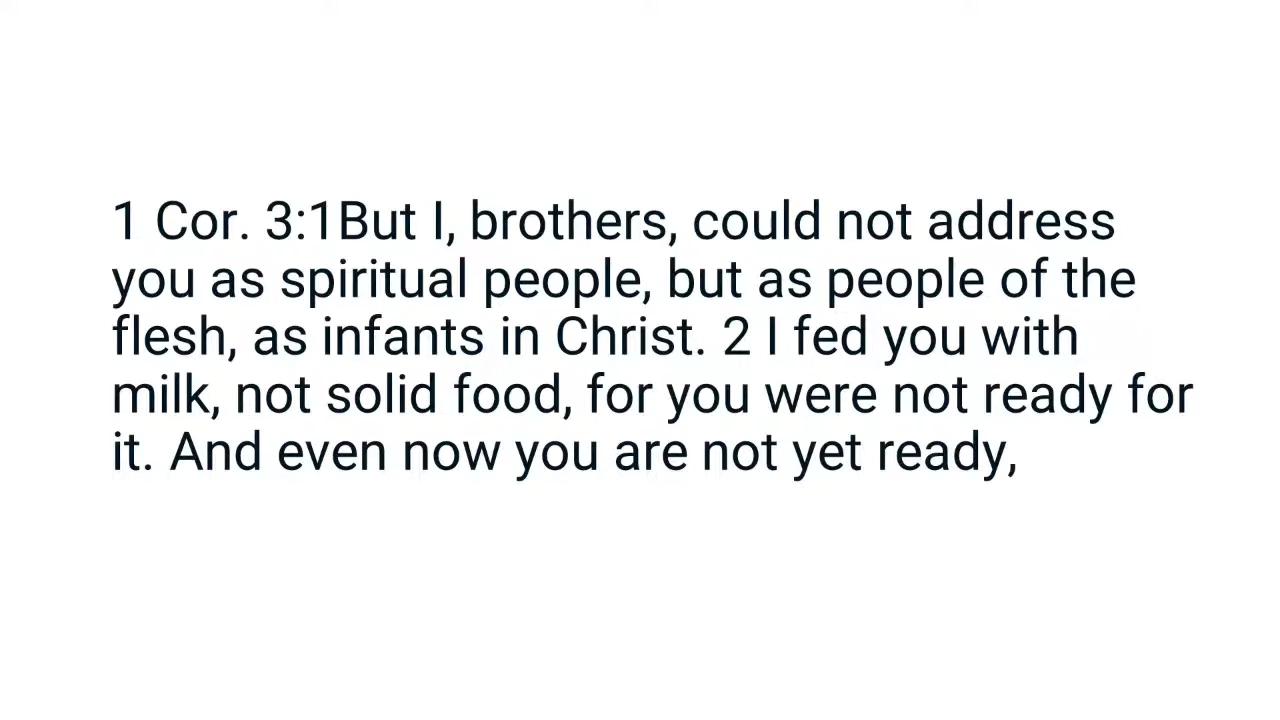 1 Cor. 3:1But I, brothers, could not address
you as spiritual people, but as people of the
flesh, as infants in Christ. 2 I fed you with
milk, not solid food, for you were not ready for
it. And even now you are not yet ready,